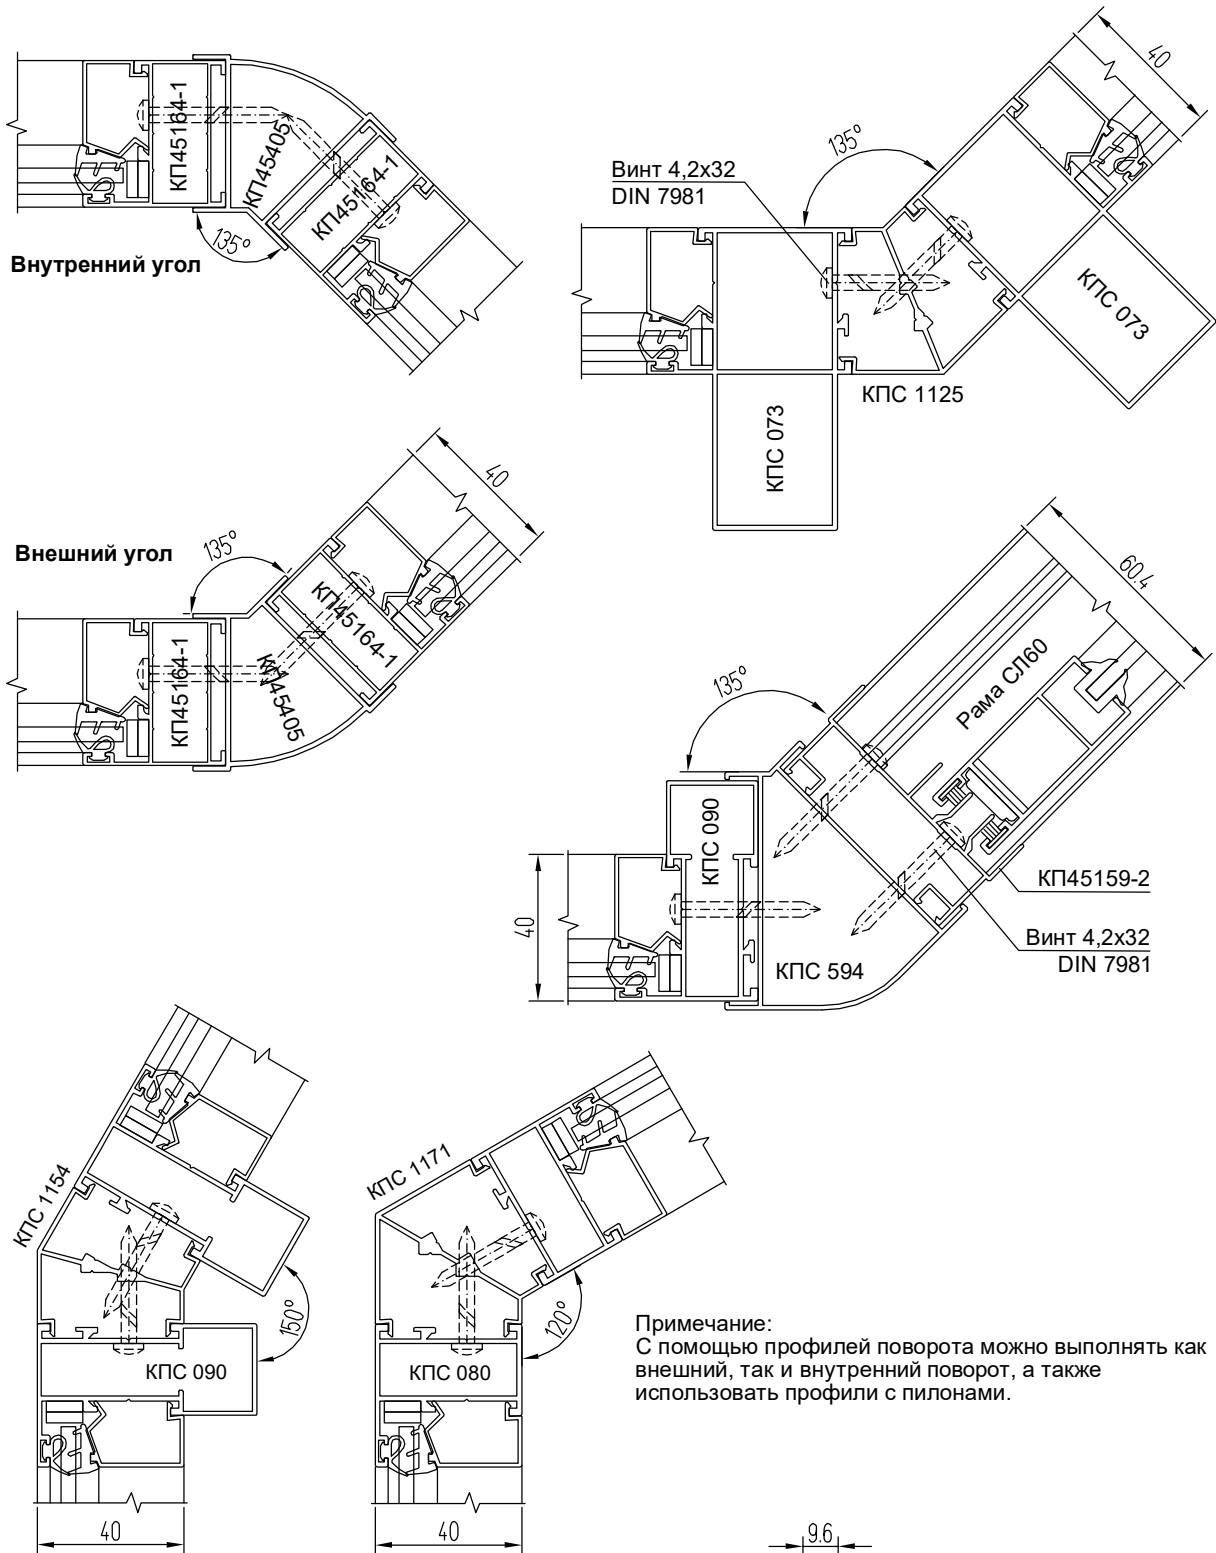 КП45164-1
КП45405
КП45164-1
135°
Внутренний угол
40
135°
Винт 4,2х32
DIN 7981
КПС 073
КПС 1125
КПС 073
40
Внешний угол
135°
КП45164-1
КП45164-1
КП45405
60.4
135°
Рама СЛ60
КПС 090
40
КП45159-2
Винт 4,2х32
DIN 7981
КПС 594
КПС 1154
150°
КПС 090
40
КПС 1171
120°
КПС 080
40
Примечание:
С помощью профилей поворота можно выполнять как
внешний, так и внутренний поворот, а также
использовать профили с пилонами.
9.6